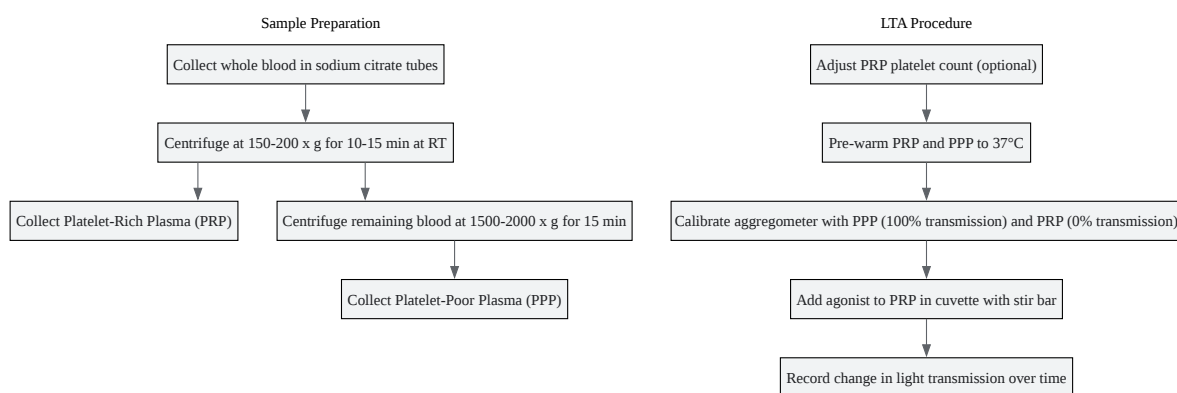 Sample Preparation
Collect whole blood in sodium citrate tubes
Centrifuge at 150-200 x g for 10-15 min at RT
Collect Platelet-Rich Plasma (PRP)
Centrifuge remaining blood at 1500-2000 x g for 15 min
Collect Platelet-Poor Plasma (PPP)
LTA Procedure
Adjust PRP platelet count (optional)
Pre-warm PRP and PPP to 37°C
Calibrate aggregometer with PPP (100% transmission) and PRP (0% transmission)
Add agonist to PRP in cuvette with stir bar
Record change in light transmission over time